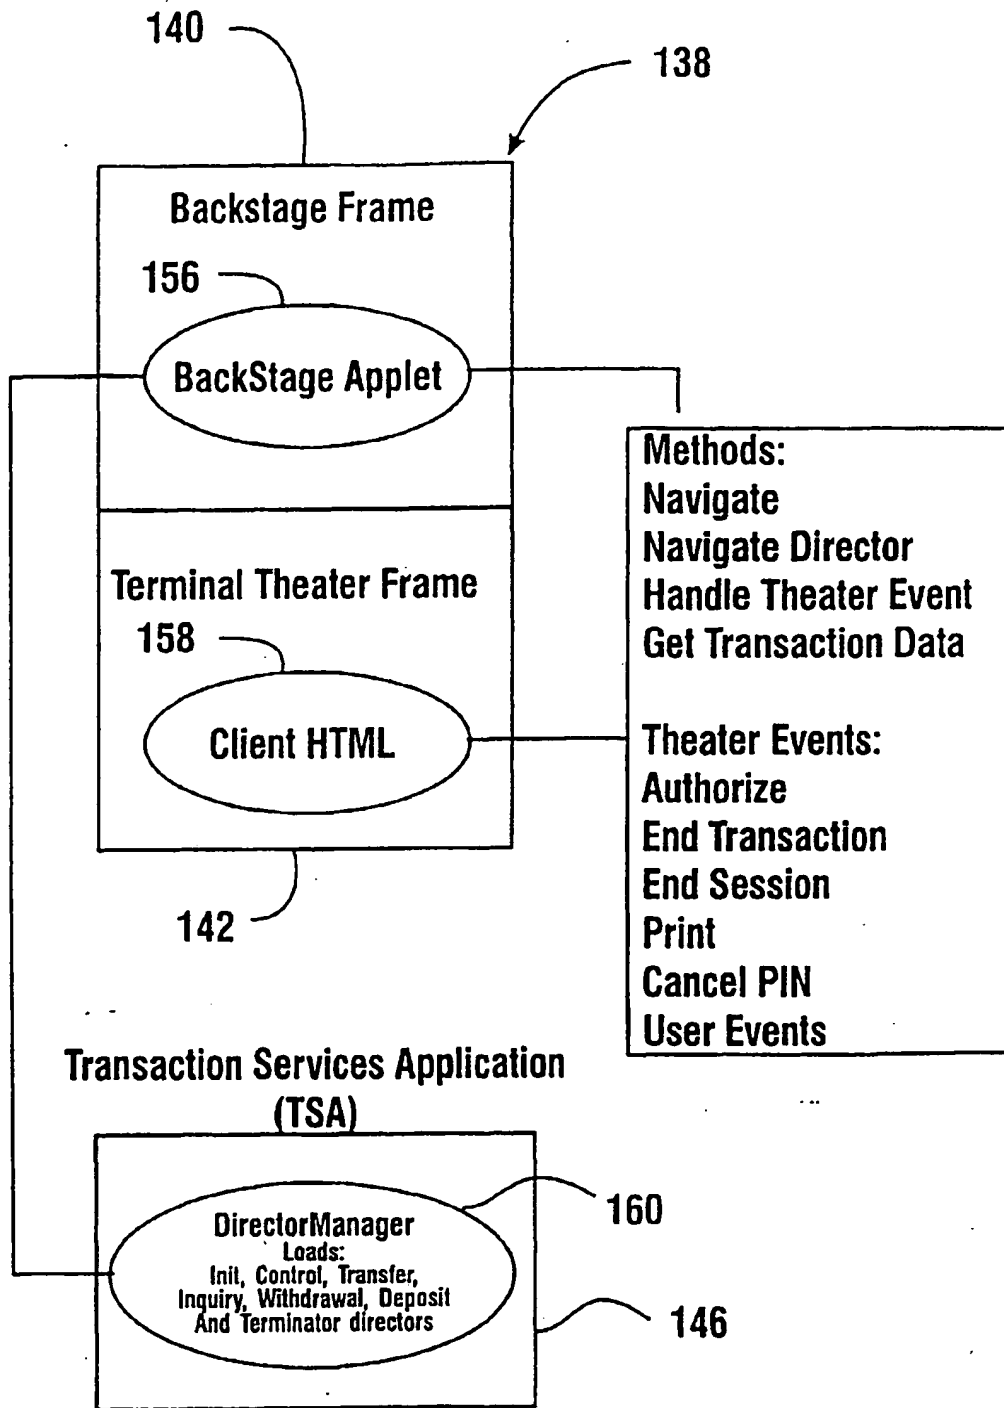 140
138
Backstage Frame
156
BackStage Applet
Terminal Theater Frame
158
Client HTML
142
Methods:
Navigate
Navigate Director
Handle Theater Event
Get Transaction Data
Theater Events:
Authorize
End Transaction
End Session
Print
Cancel PIN
User Events
Transaction Services Application
(TSA)
160
DirectorManager
Loads:
Init, Control, Transfer,
Inquiry, Withdrawal, Deposit
And Terminator directors
146